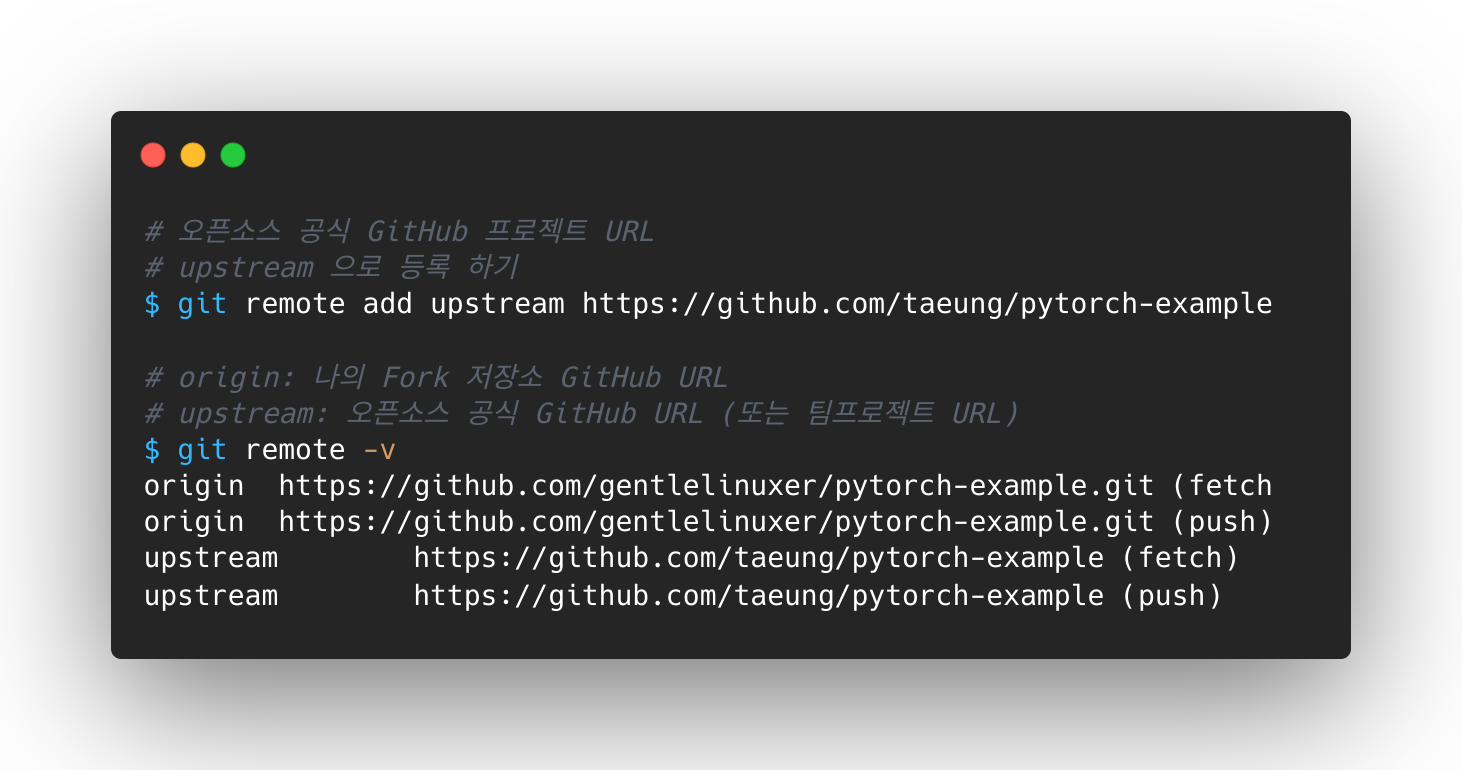 # 오픈소스 공식 GitHub 프로젝트 URL
# upstream 으로 등록 하기
$ git remote add upstream https://github.com/taeung/pytorch-example
# origin: 나의 Fork 저장소 GitHub URL
# upstream: 오픈소스 공식 GitHub URL (또는 팀프로젝트 URL)
$ git remote -v
origin  https://github.com/gentlelinuxer/pytorch-example.git (fetch
origin  https://github.com/gentlelinuxer/pytorch-example.git (push)
upstream        https://github.com/taeung/pytorch-example (fetch)
upstream        https://github.com/taeung/pytorch-example (push)